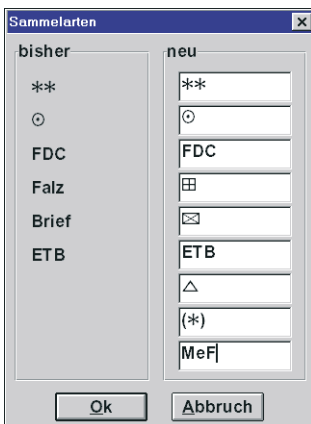 Sammelarten
bisher neu
** **
⊙ ⊙
FDC FDC
Falz ⊞
Brief ✉
ETB ETB
△
(*)
MeF
Ok Abbruch